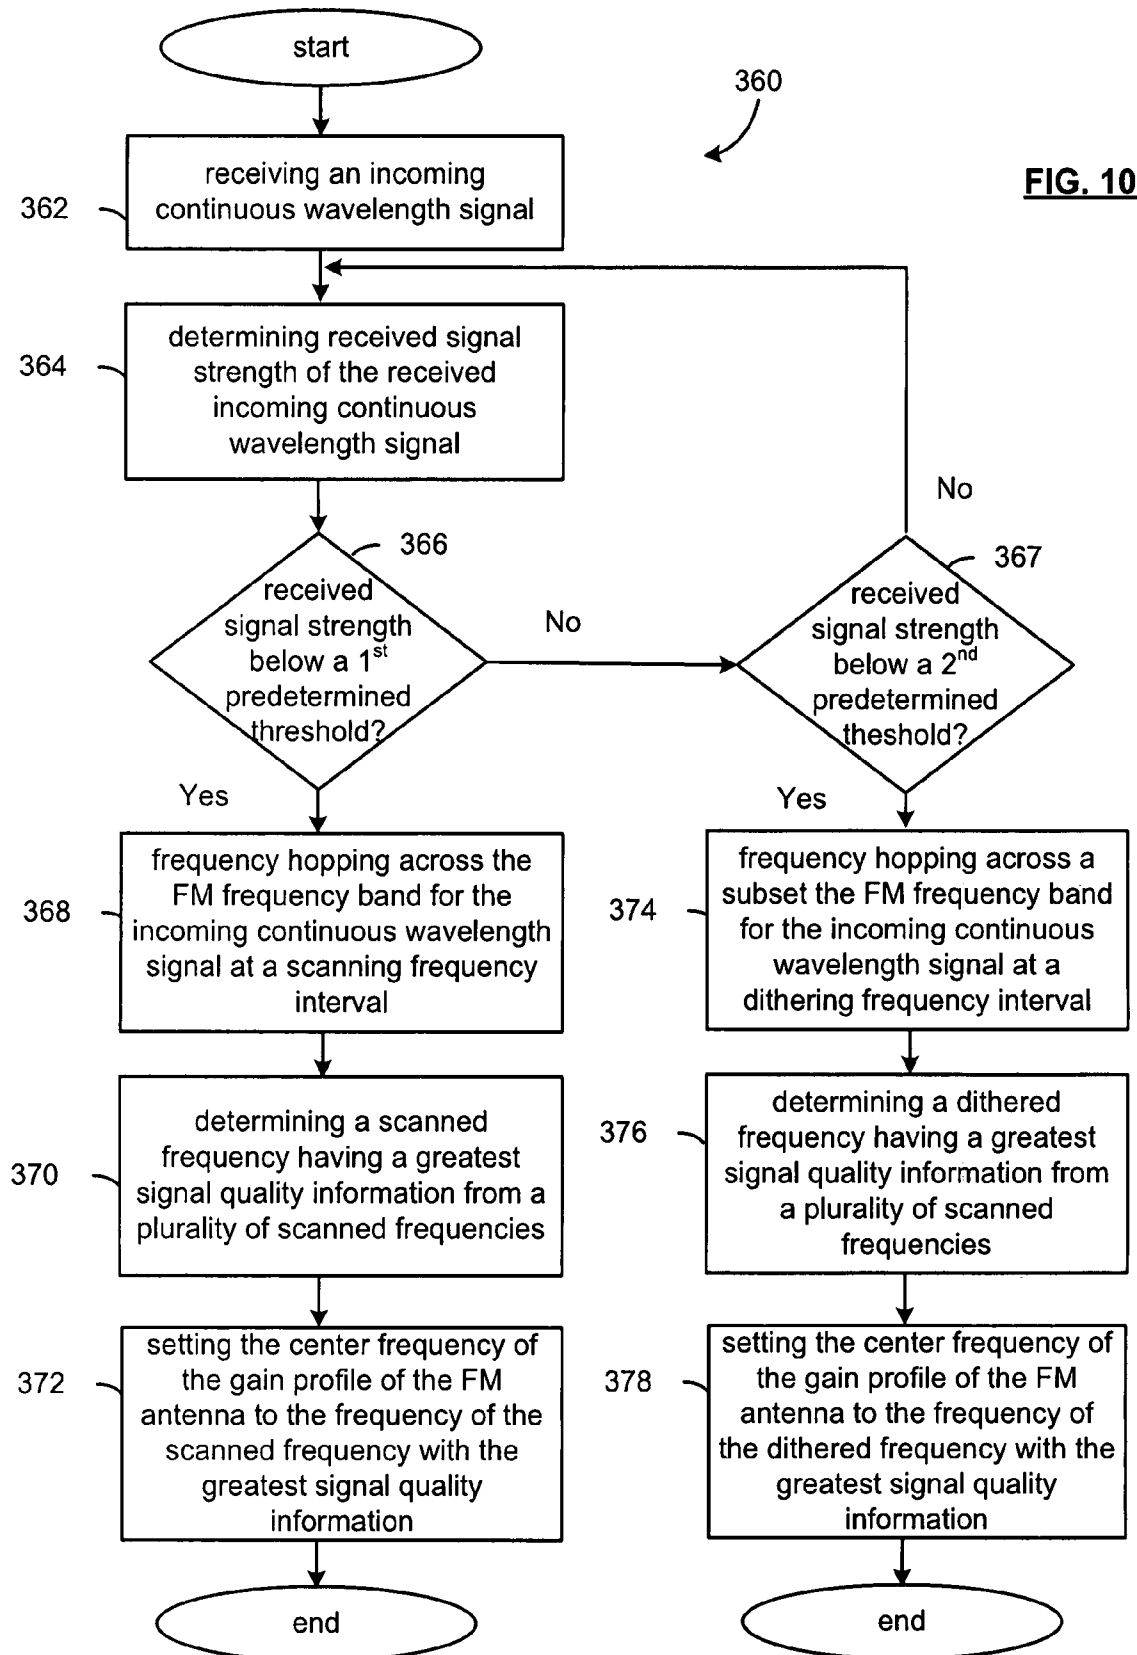 start
360
FIG. 10
362
receiving an incoming
continuous wavelength signal
364
determining received signal
strength of the received
incoming continuous
wavelength signal
366
received
signal strength
below a 1st
predetermined
threshold?
No
No
367
received
signal strength
below a 2nd
predetermined
theshold?
Yes
Yes
368
frequency hopping across the
FM frequency band for the
incoming continuous wavelength
signal at a scanning frequency
interval
374
frequency hopping across a
subset the FM frequency band
for the incoming continuous
wavelength signal at a
dithering frequency interval
370
determining a scanned
frequency having a greatest
signal quality information from a
plurality of scanned frequencies
376
determining a dithered
frequency having a greatest
signal quality information from
a plurality of scanned
frequencies
372
setting the center frequency of
the gain profile of the FM
antenna to the frequency of the
scanned frequency with the
greatest signal quality
information
378
setting the center frequency of
the gain profile of the FM
antenna to the frequency of
the dithered frequency with the
greatest signal quality
information
end
end